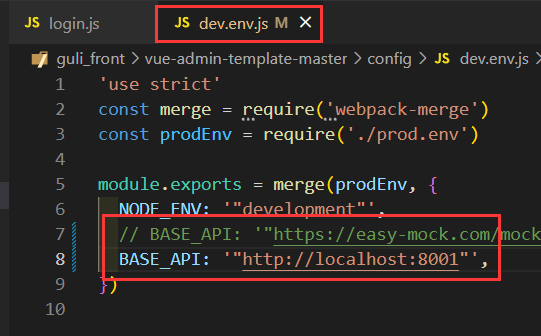 JS login.js JS dev.env.js M ×
guli_front > vue-admin-template-master > config > JS dev.env.js >
1 'use strict'
2 const merge = require('webpack-merge')
3 const prodEnv = require('./prod.env')
4
5 module.exports = merge(prodEnv, {
6 NODE_ENV: '"development"',
7 // BASE_API: '"https://easy-mock.com/mock
8 BASE_API: '"http://localhost:8001"',
9 })
10